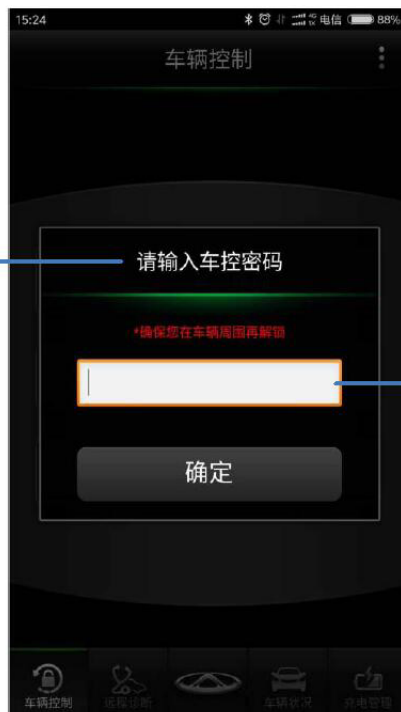 15:24 4G 1X 电信 88%
车辆控制
请输入车控密码
*确保您在车辆周围再解锁
确定
车辆控制 远程诊断 车辆状况 充电管理